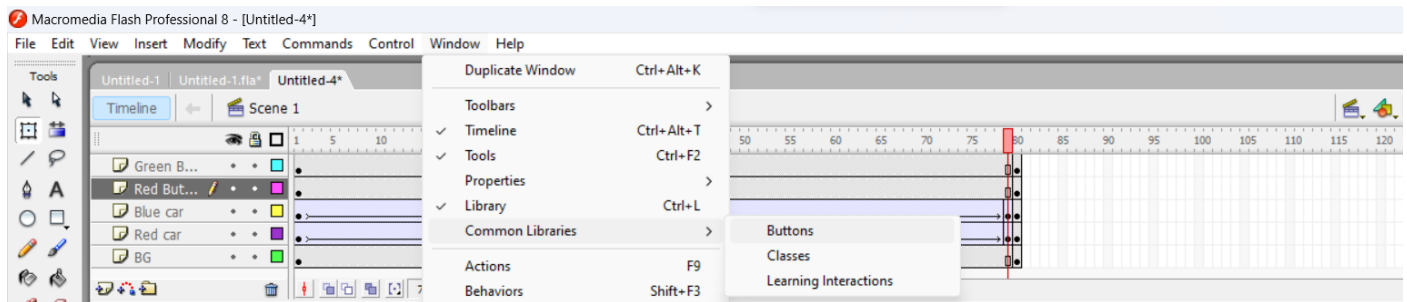 Macromedia Flash Professional 8 - [Untitled-4*]
File Edit View Insert Modify Text Commands Control Window Help
Tools
Untitled-1 Untitled-1.fla* Untitled-4*
Timeline Scene 1
1 5 10 50 55 60 65 70 75 80 85 90 95 100 105 110 115 120
Green B...
Red But...
Blue car
Red car
BG
Duplicate Window Ctrl+Alt+K
Toolbars
Timeline Ctrl+Alt+T
Tools Ctrl+F2
Properties
Library Ctrl+L
Common Libraries
Actions F9
Behaviors Shift+F3
Buttons
Classes
Learning Interactions